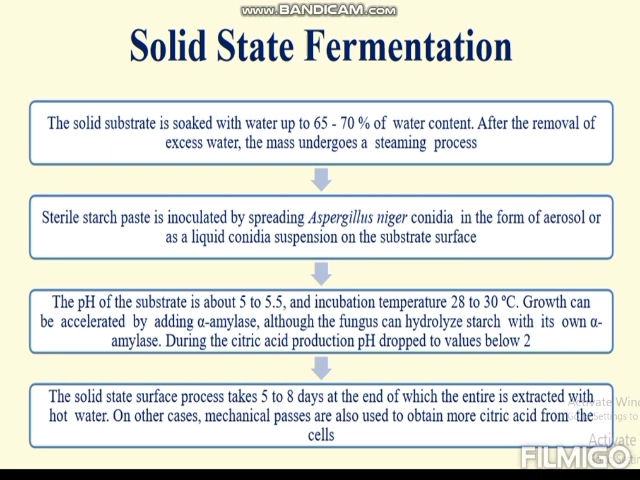 www.BANDICAM.com
Solid State Fermentation
The solid substrate is soaked with water up to 65 - 70 % of water content. After the removal of
excess water, the mass undergoes a steaming process
Sterile starch paste is inoculated by spreading Aspergillus niger conidia in the form of aerosol or
as a liquid conidia suspension on the substrate surface
The pH of the substrate is about 5 to 5.5, and incubation temperature 28 to 30 ºC. Growth can
be accelerated by adding α-amylase, although the fungus can hydrolyze starch with its own α-
amylase. During the citric acid production pH dropped to values below 2
The solid state surface process takes 5 to 8 days at the end of which the entire is extracted with
hot water. On other cases, mechanical passes are also used to obtain more citric acid from the
cells
Activate Win
Settings to
Activate
FILMIGO